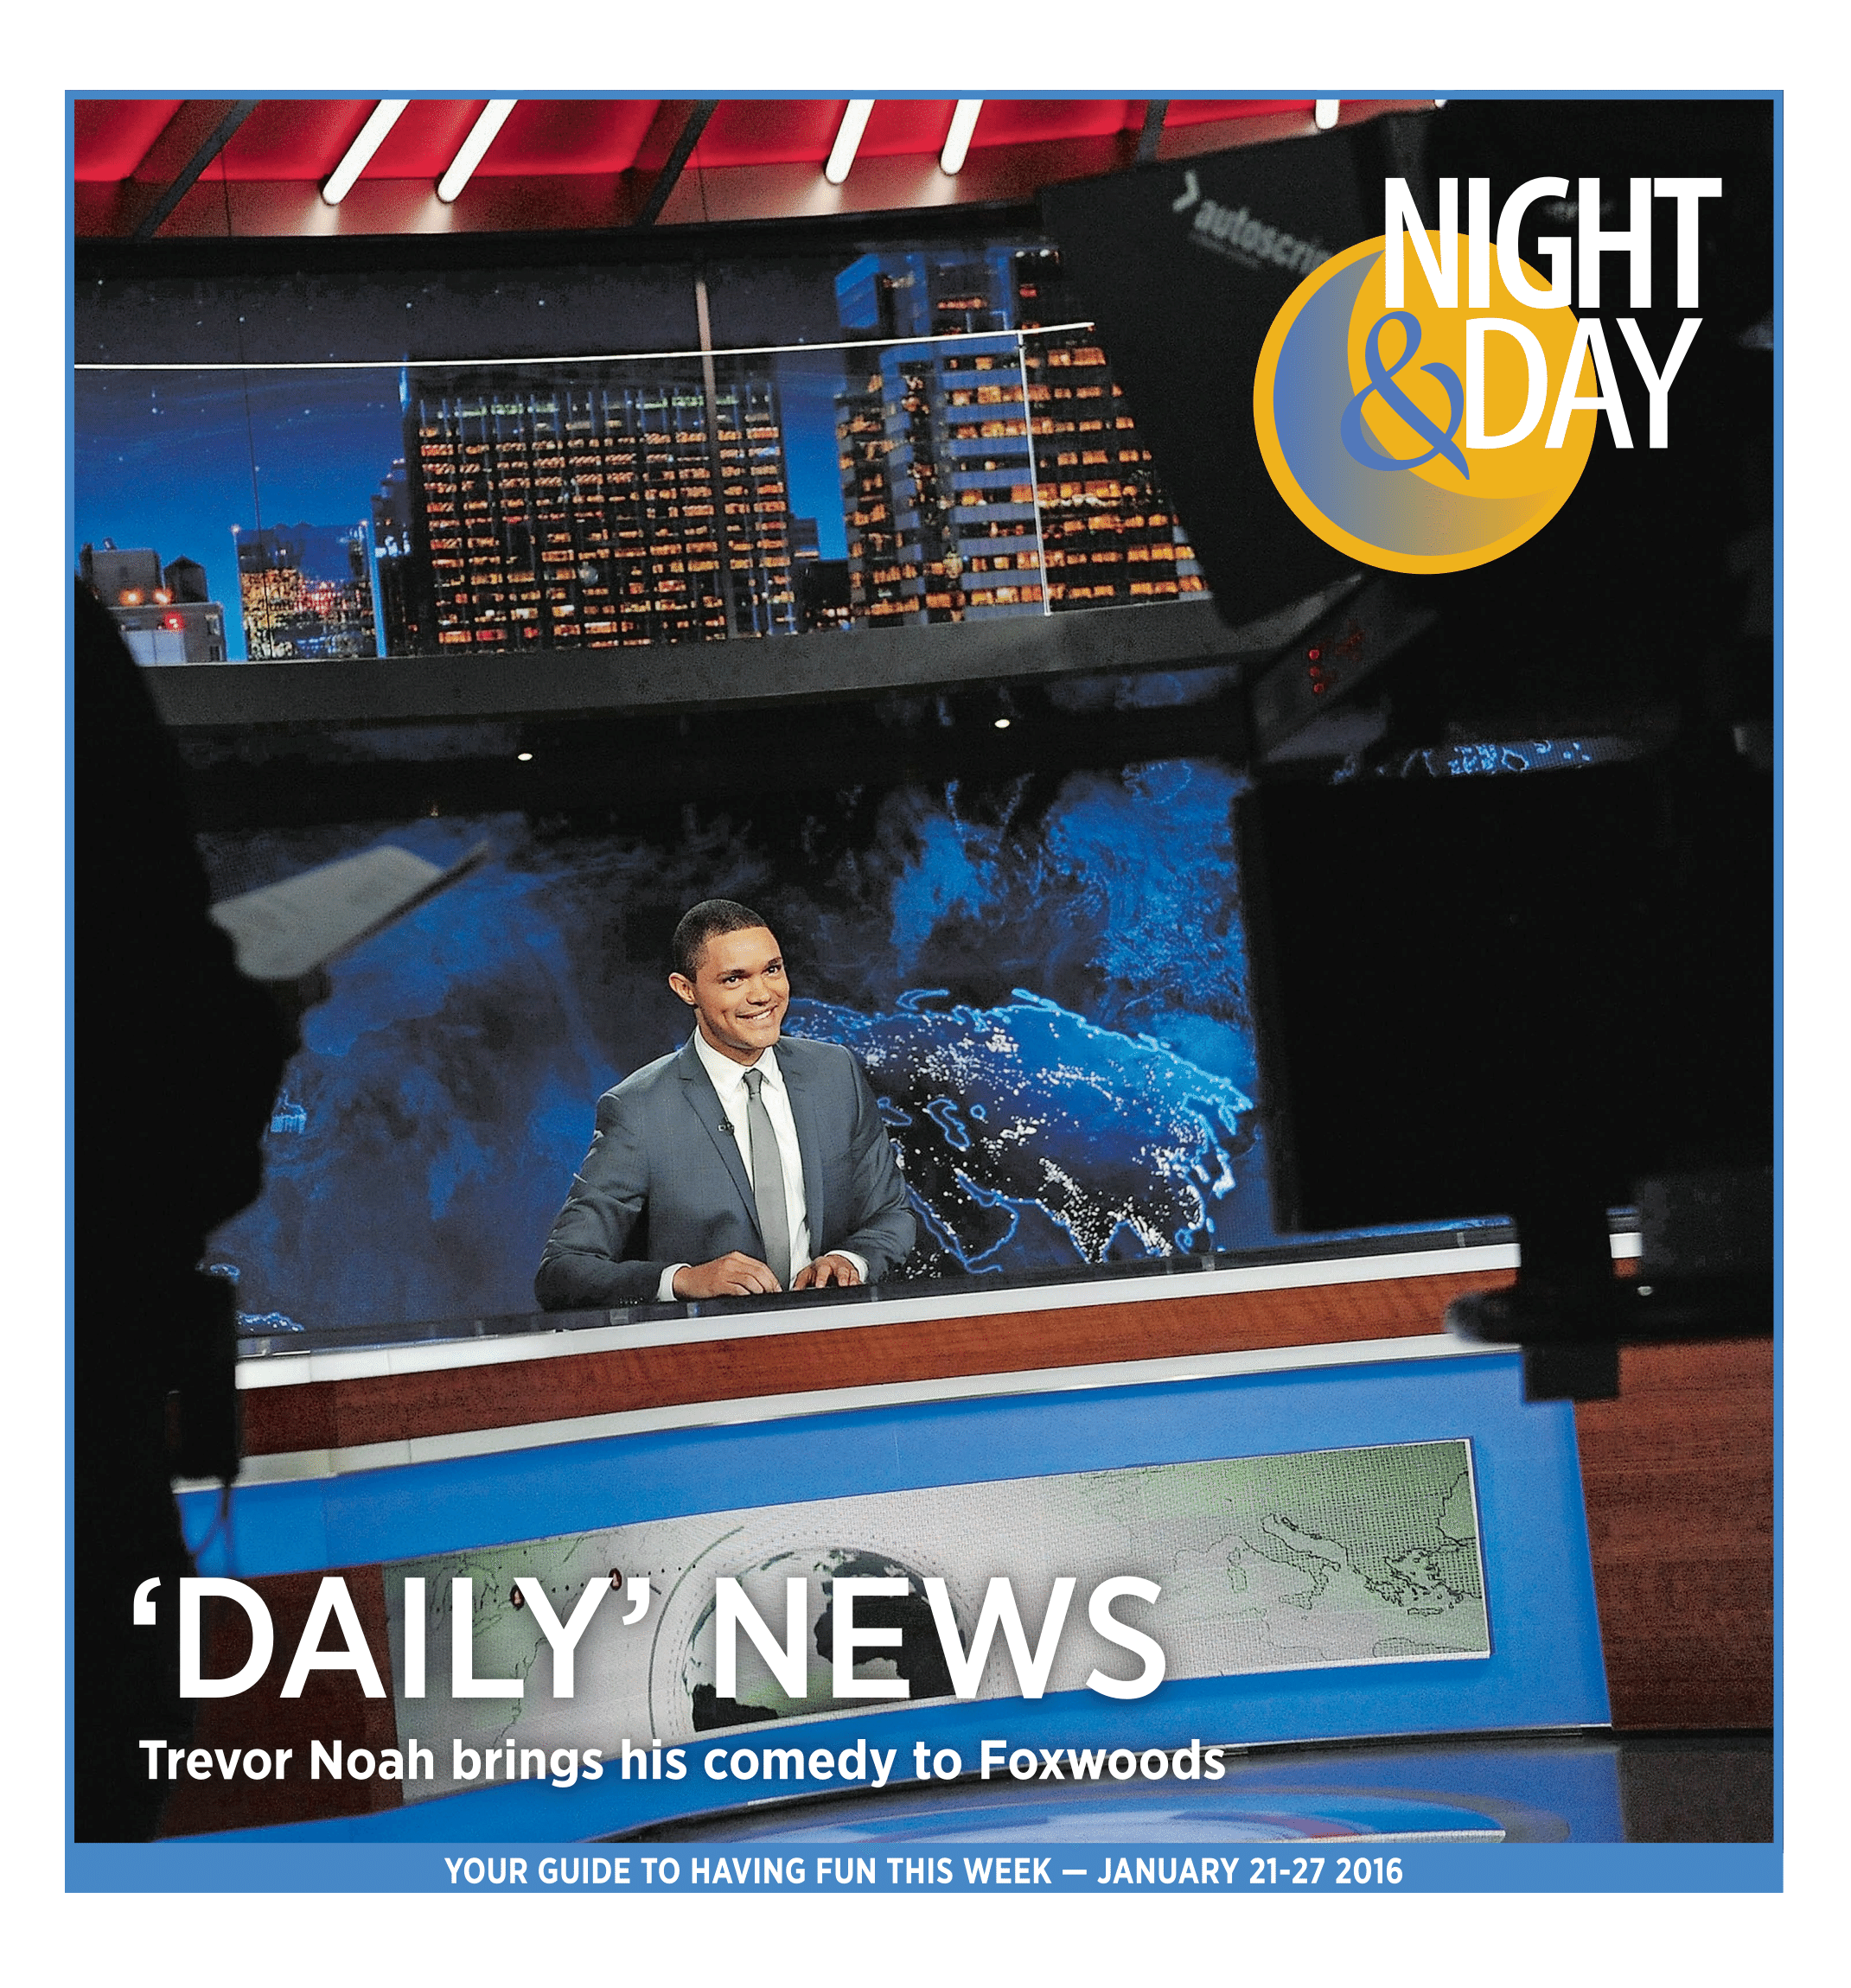 autoscri
NIGHT
& DAY
‘DAILY’ NEWS
Trevor Noah brings his comedy to Foxwoods
YOUR GUIDE TO HAVING FUN THIS WEEK — JANUARY 21-27 2016